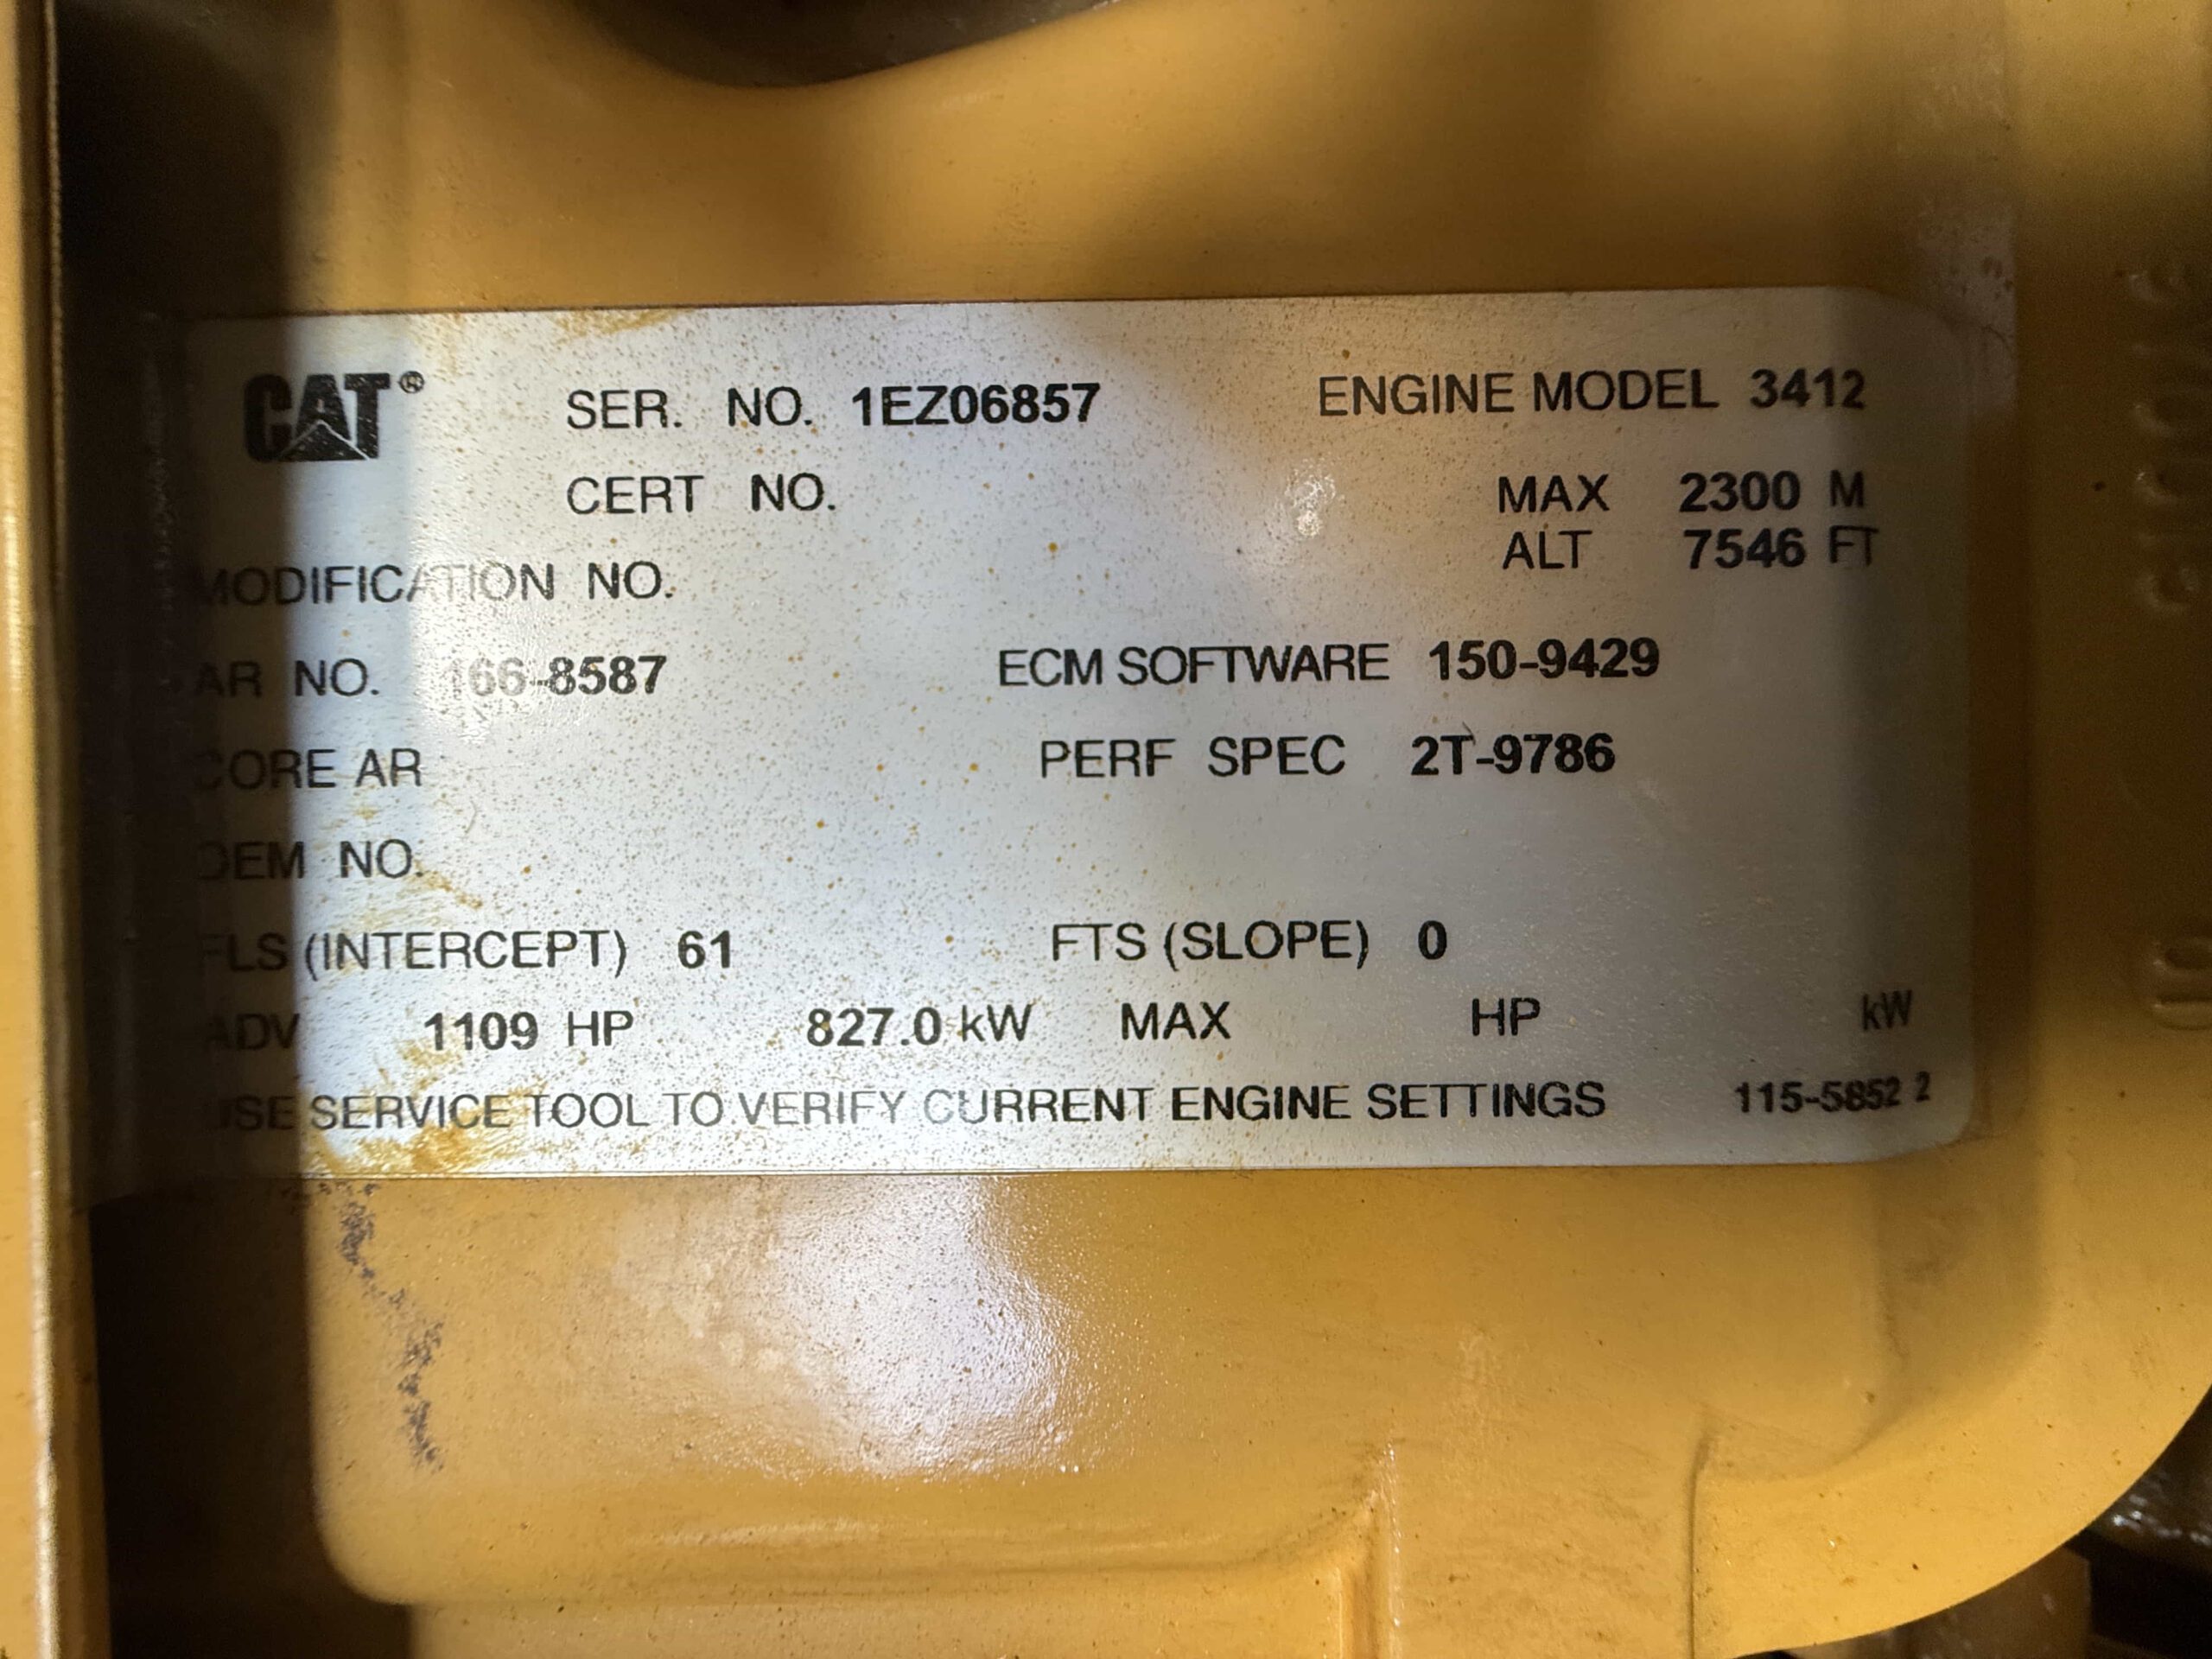 CAT® SER. NO. 1EZ06857 ENGINE MODEL 3412
CERT NO. MAX 2300 M
ALT 7546 FT
MODIFICATION NO.
AR NO. 166-8587 ECM SOFTWARE 150-9429
CORE AR PERF SPEC 2T-9786
OEM NO.
FLS (INTERCEPT) 61 FTS (SLOPE) 0
ADV 1109 HP 827.0 kW MAX HP kW
USE SERVICE TOOL TO VERIFY CURRENT ENGINE SETTINGS 115-5852 2